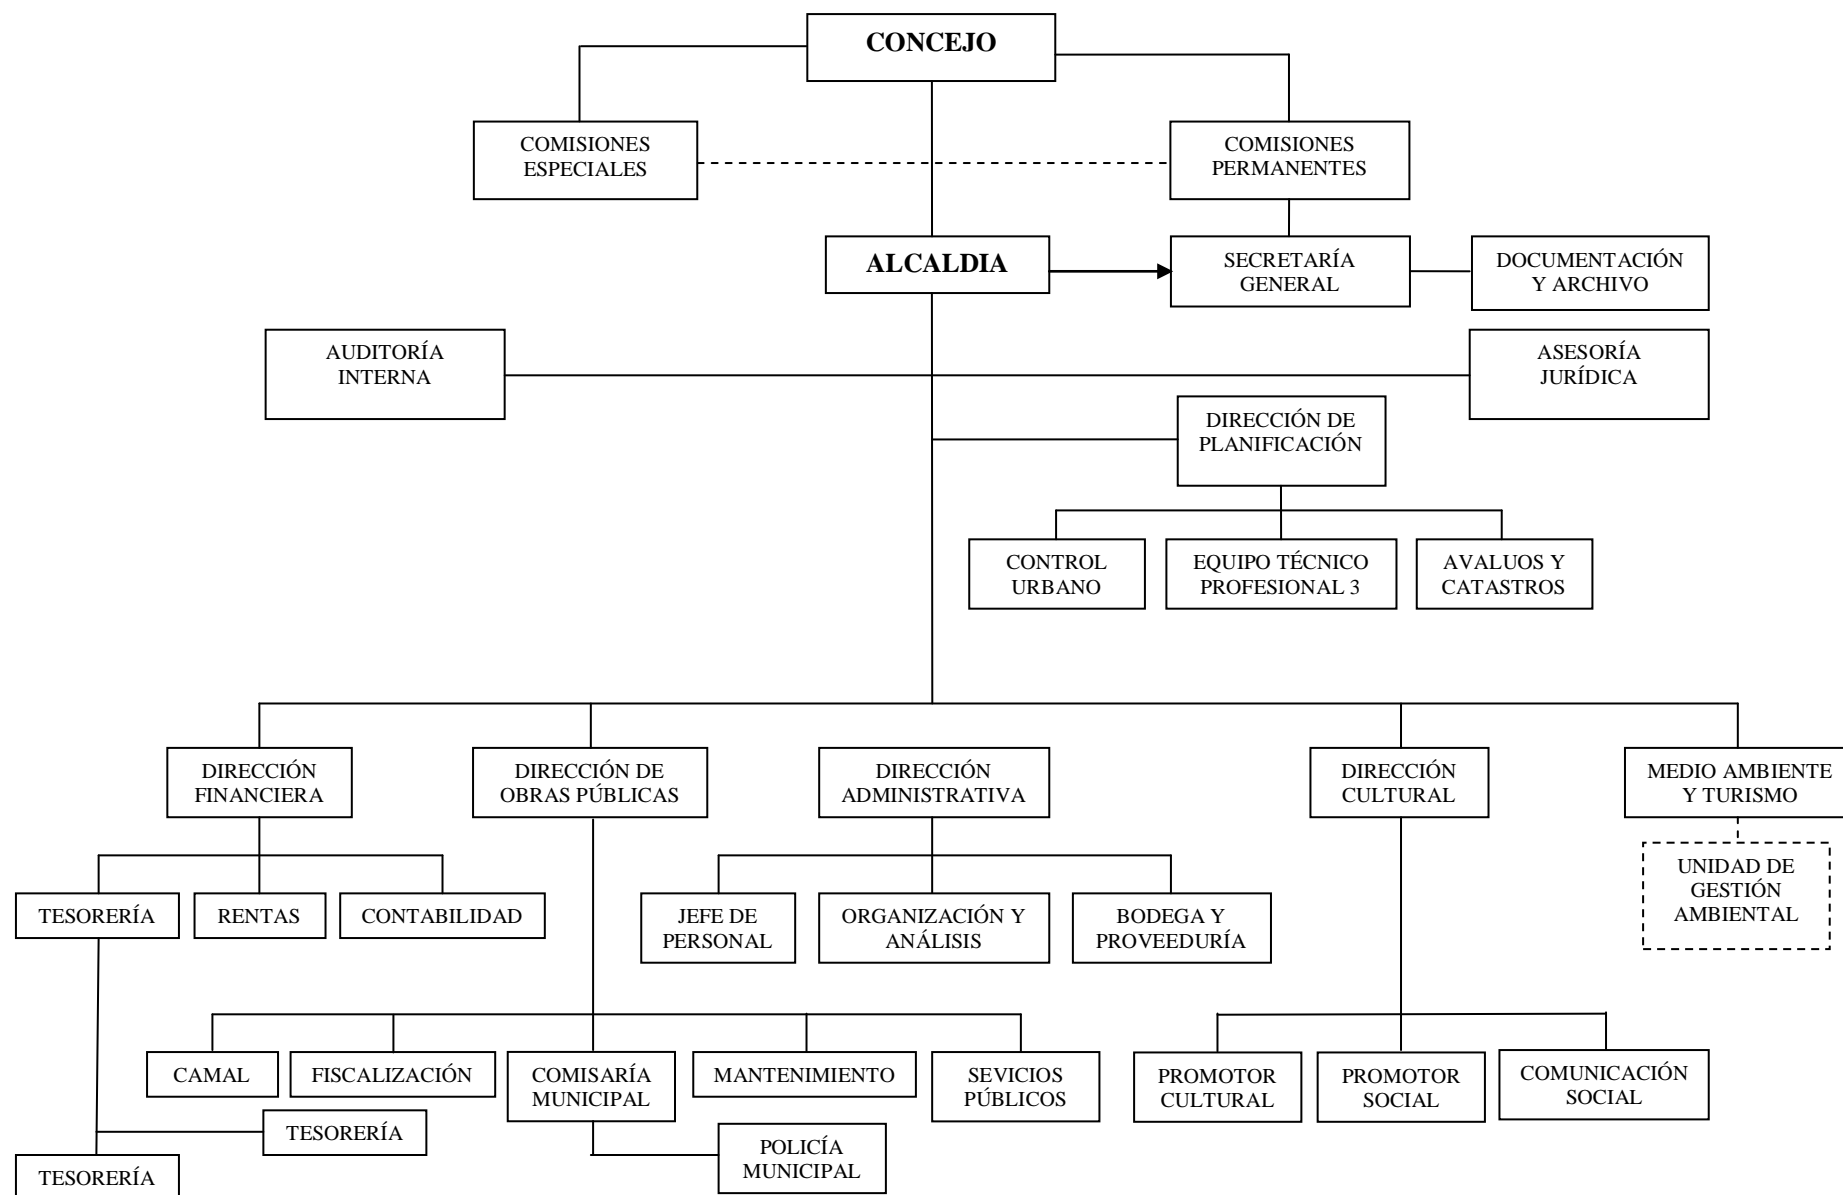 CONCEJO
COMISIONES
ESPECIALES
COMISIONES
PERMANENTES
ALCALDIA
SECRETARÍA
GENERAL
DOCUMENTACIÓN
Y ARCHIVO
AUDITORÍA
INTERNA
ASESORÍA
JURÍDICA
DIRECCIÓN DE
PLANIFICACIÓN
CONTROL
URBANO
EQUIPO TÉCNICO
PROFESIONAL 3
AVALUOS Y
CATASTROS
DIRECCIÓN
FINANCIERA
DIRECCIÓN DE
OBRAS PÚBLICAS
DIRECCIÓN
ADMINISTRATIVA
DIRECCIÓN
CULTURAL
MEDIO AMBIENTE
Y TURISMO
UNIDAD DE
GESTIÓN
AMBIENTAL
TESORERÍA
RENTAS
CONTABILIDAD
JEFE DE
PERSONAL
ORGANIZACIÓN Y
ANÁLISIS
BODEGA Y
PROVEEDURÍA
CAMAL
FISCALIZACIÓN
COMISARÍA
MUNICIPAL
MANTENIMIENTO
SEVICIOS
PÚBLICOS
PROMOTOR
CULTURAL
PROMOTOR
SOCIAL
COMUNICACIÓN
SOCIAL
TESORERÍA
POLICÍA
MUNICIPAL
TESORERÍA